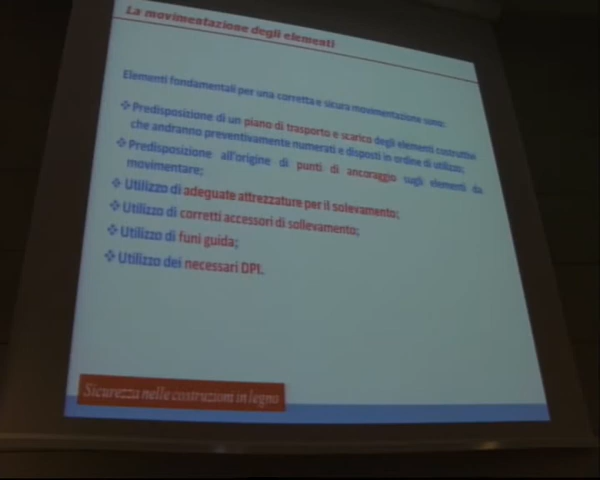 La movimentazione degli elementi
Elementi fondamentali per una corretta e sicura movimentazione sono:
❖ Predisposizione di un piano di trasporto e scarico degli elementi costruttivi
che andranno preventivamente numerati e disposti in ordine di utilizzo;
❖ Predisposizione all'origine di punti di ancoraggio sugli elementi da
movimentare;
❖ Utilizzo di adeguate attrezzature per il solevamento;
❖ Utilizzo di corretti accessori di sollevamento;
❖ Utilizzo di funi guida;
❖ Utilizzo dei necessari DPI.
Sicurezza nelle costruzioni in legno